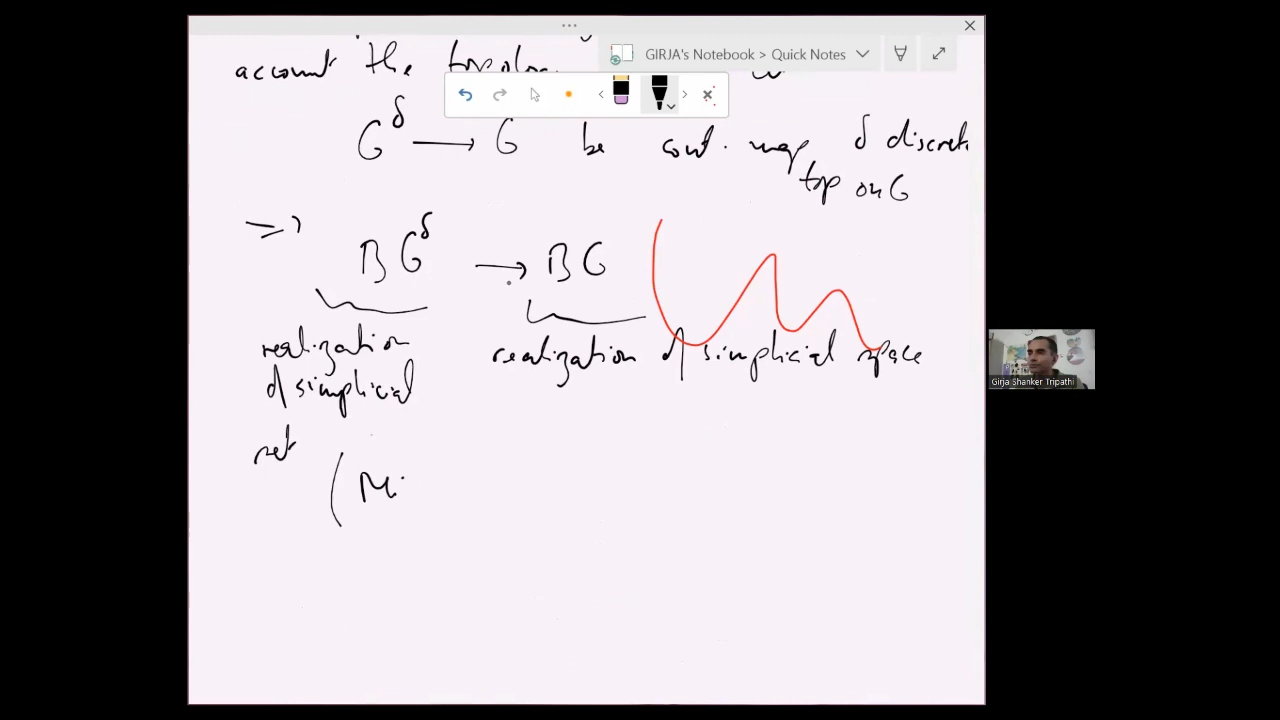 GIRJA's Notebook > Quick Notes
account the
G^δ → G be cont. map δ discrete
top on G
=> BG^δ → BG
realization realization of simplicial space
of simplicial
set
( Mi
Girja Shanker Tripathi